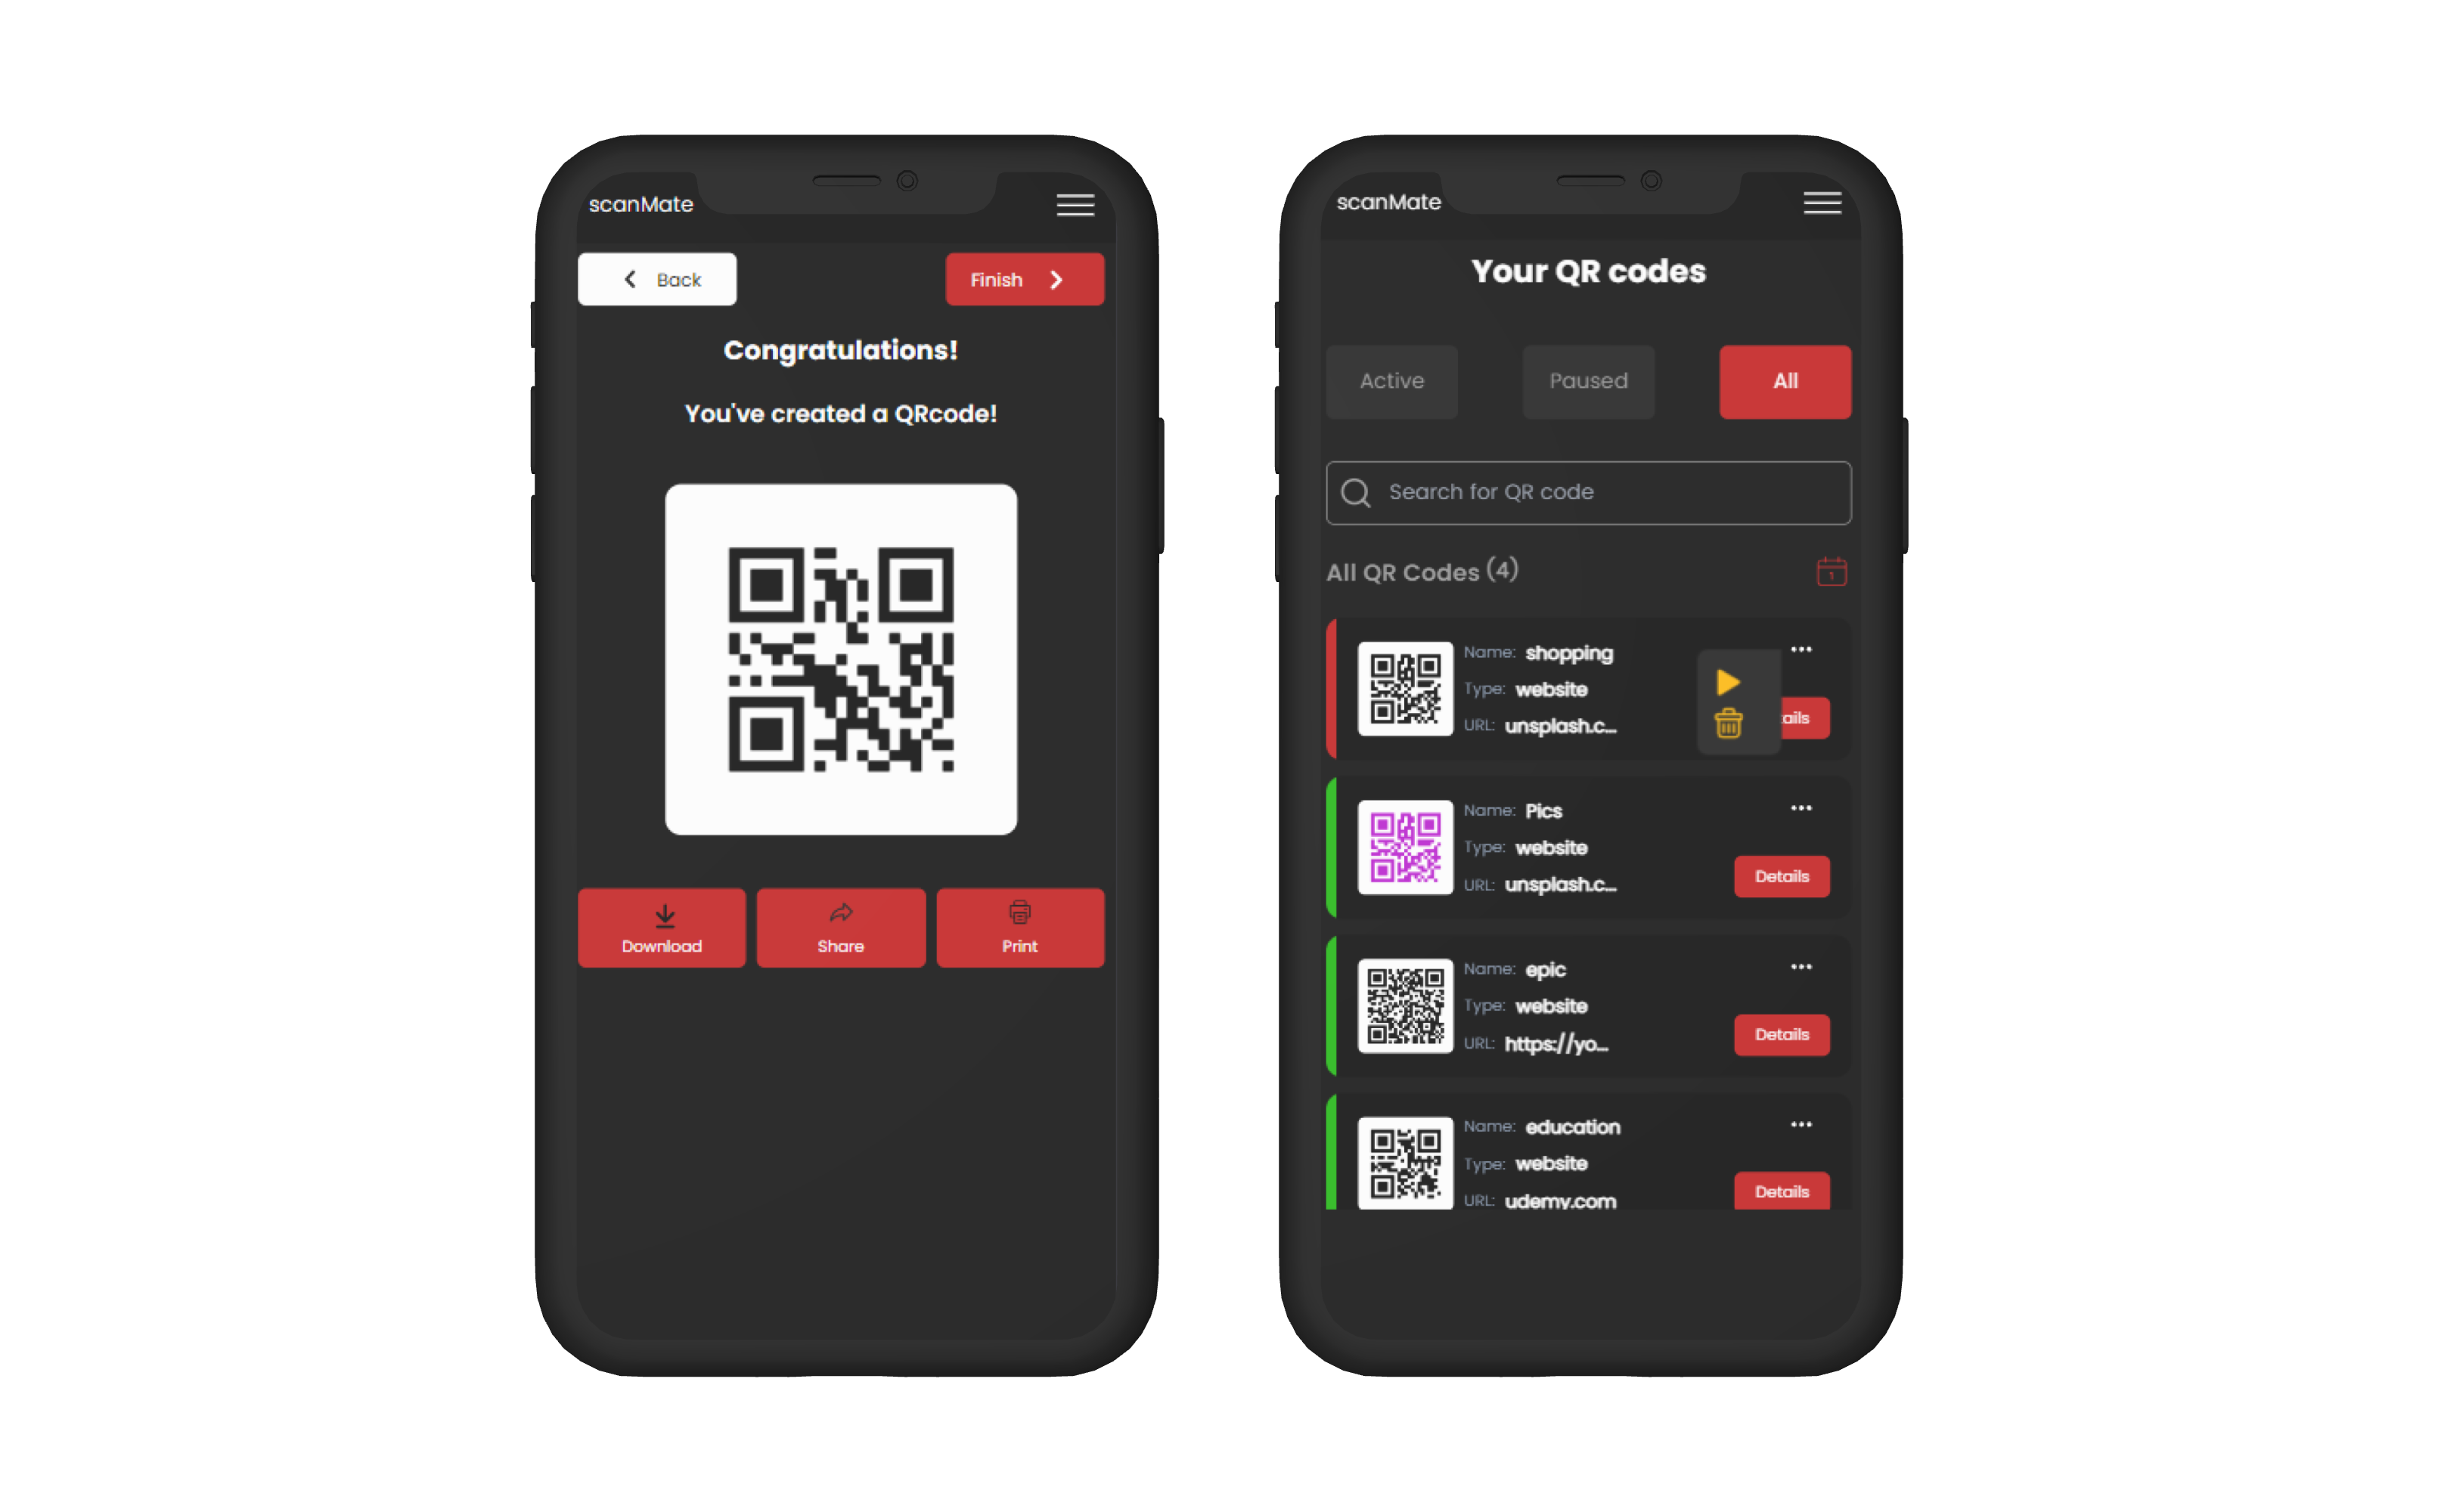 scanMate
Back
Finish
Congratulations!
You've created a QRcode!
Download
Share
Print
scanMate
Your QR codes
Active
Paused
All
Search for QR code
All QR Codes (4)
1
Name: shopping
Type: website
URL: unsplash.c...
ails
Name: Pics
Type: website
URL: unsplash.c...
Details
Name: epic
Type: website
URL: https://yo...
Details
Name: education
Type: website
URL: udemy.com
Details